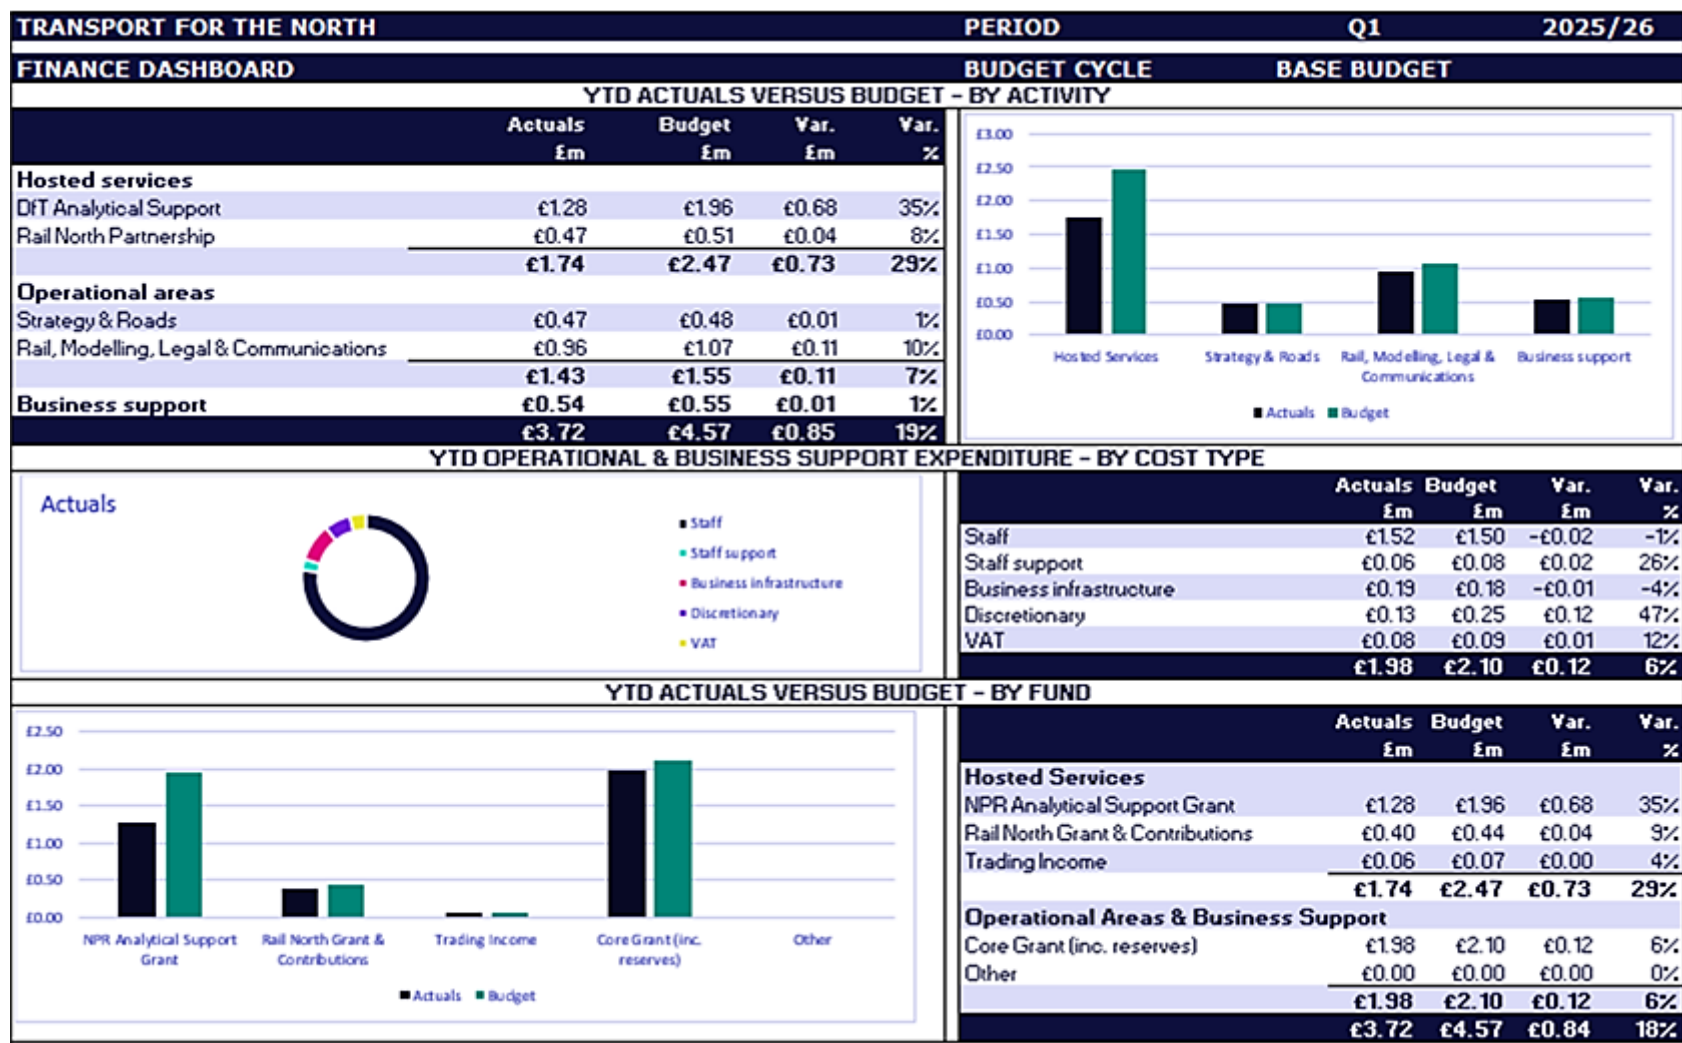 TRANSPORT FOR THE NORTH PERIOD Q1 2025/26
FINANCE DASHBOARD BUDGET CYCLE BASE BUDGET
YTD ACTUALS VERSUS BUDGET - BY ACTIVITY
Actuals Budget Var. Var.
£m £m £m %
Hosted services
DfT Analytical Support £1.28 £1.96 £0.68 35%
Rail North Partnership £0.47 £0.51 £0.04 8%
£1.74 £2.47 £0.73 29%
Operational areas
Strategy & Roads £0.47 £0.48 £0.01 1%
Rail, Modelling, Legal & Communications £0.96 £1.07 £0.11 10%
£1.43 £1.55 £0.11 7%
Business support £0.54 £0.55 £0.01 1%
£3.72 £4.57 £0.85 19%
£3.00
£2.50
£2.00
£1.50
£1.00
£0.50
£0.00
Hosted Services Strategy & Roads Rail, Modelling, Legal & Business support
Communications
Actuals Budget
YTD OPERATIONAL & BUSINESS SUPPORT EXPENDITURE - BY COST TYPE
Actuals
Staff
Staff support
Business infrastructure
Discretionary
VAT
Actuals Budget Var. Var.
£m £m £m %
Staff £1.52 £1.50 -£0.02 -1%
Staff support £0.06 £0.08 £0.02 26%
Business infrastructure £0.19 £0.18 -£0.01 -4%
Discretionary £0.13 £0.25 £0.12 47%
VAT £0.08 £0.09 £0.01 12%
£1.98 £2.10 £0.12 6%
YTD ACTUALS VERSUS BUDGET - BY FUND
£2.50
£2.00
£1.50
£1.00
£0.50
£0.00
NPR Analytical Support Rail North Grant & Trading Income Core Grant (inc. Other
Grant Contributions reserves)
Actuals Budget
Actuals Budget Var. Var.
£m £m £m %
Hosted Services
NPR Analytical Support Grant £1.28 £1.96 £0.68 35%
Rail North Grant & Contributions £0.40 £0.44 £0.04 9%
Trading Income £0.06 £0.07 £0.00 4%
£1.74 £2.47 £0.73 29%
Operational Areas & Business Support
Core Grant (inc. reserves) £1.98 £2.10 £0.12 6%
Other £0.00 £0.00 £0.00 0%
£1.98 £2.10 £0.12 6%
£3.72 £4.57 £0.84 18%